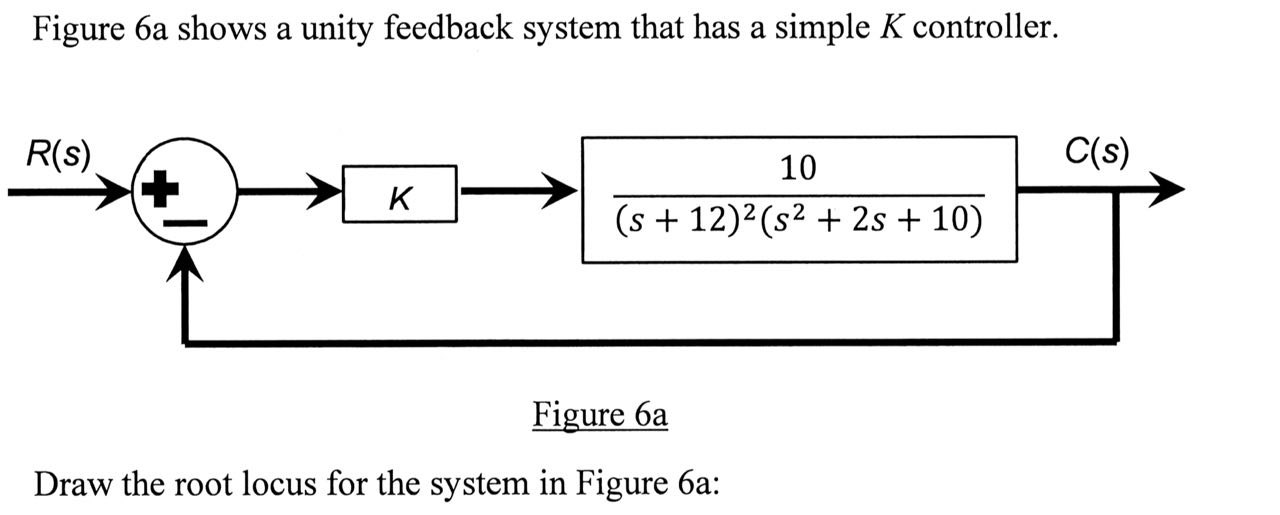 Figure 6a shows a unity feedback system that has a simple K controller.
R(s)
C(s)
10
K
(s + 12)²(s² + 2s + 10)
Figure 6a
Draw the root locus for the system in Figure 6a: